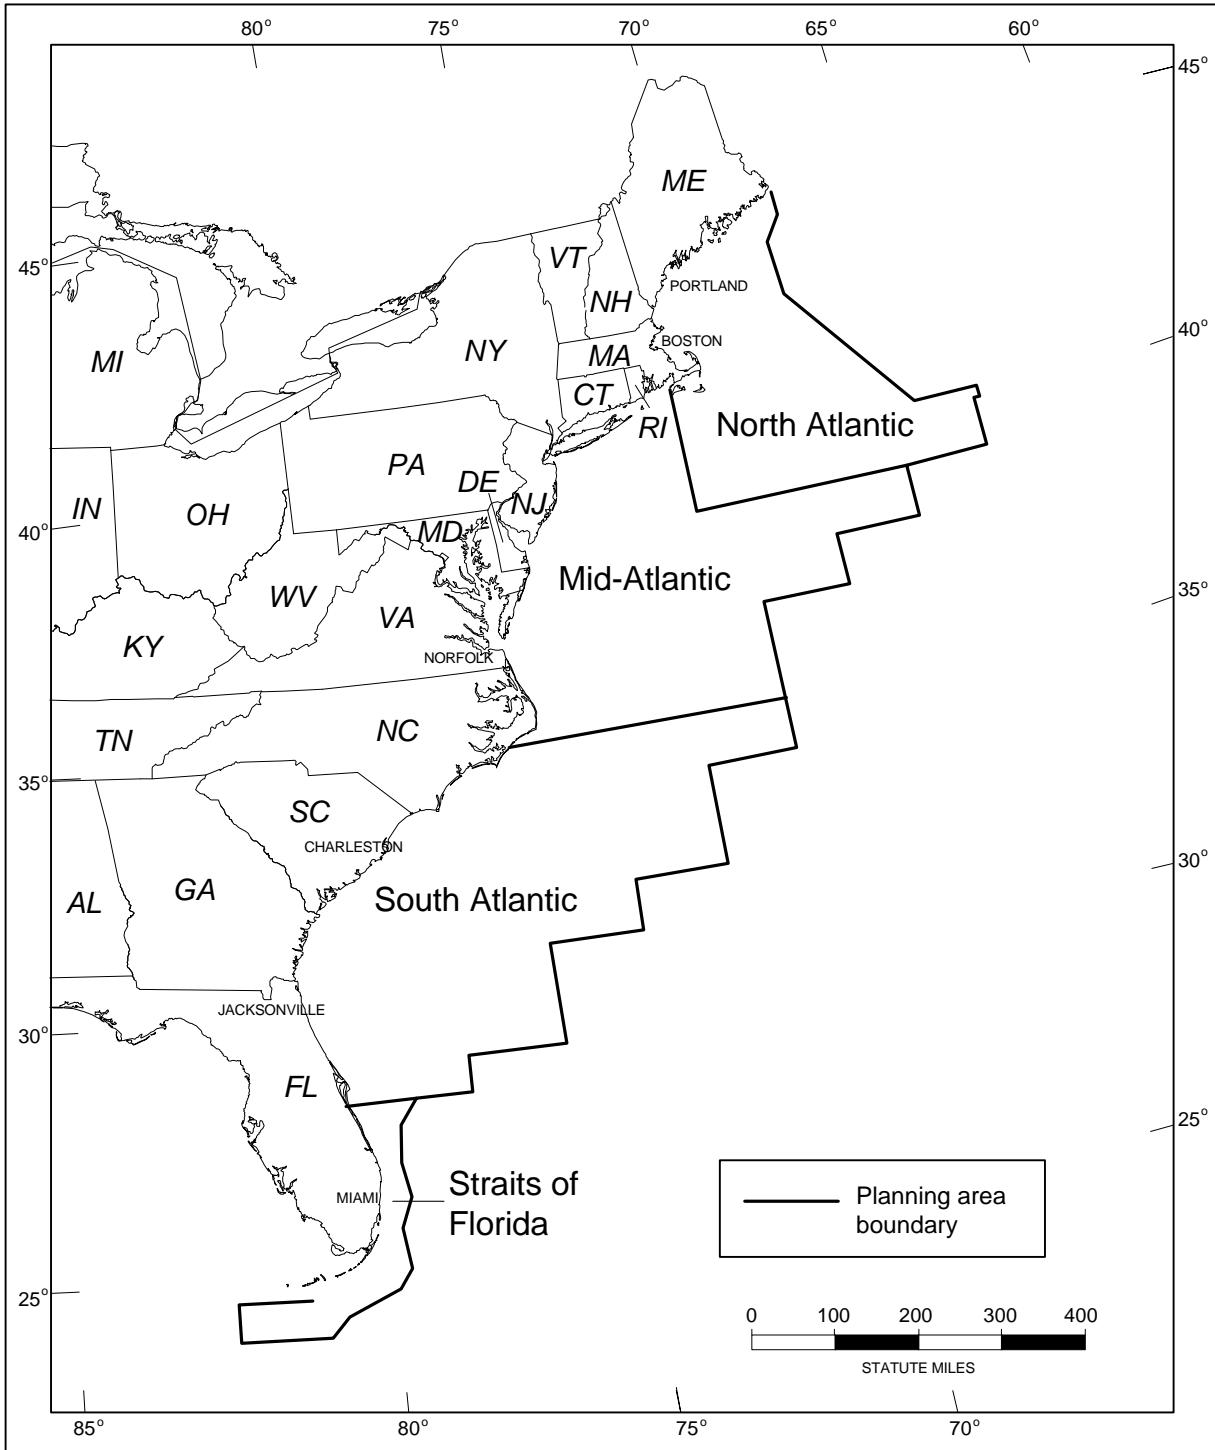 80° 75° 70° 65° 60°
45°
ME
VT
45°
NH
PORTLAND
40°
BOSTON
NY
MA
MI
CT
North Atlantic
RI
PA
DE
NJ
IN
OH
40°
MD
Mid-Atlantic
WV
35°
VA
KY
NORFOLK
NC
TN
35°
SC
CHARLESTON
30°
GA
South Atlantic
AL
JACKSONVILLE
30°
FL
25°
Straits of
Florida
MIAMI
Planning area
boundary
25°
0 100 200 300 400
STATUTE MILES
85° 80° 75° 70°